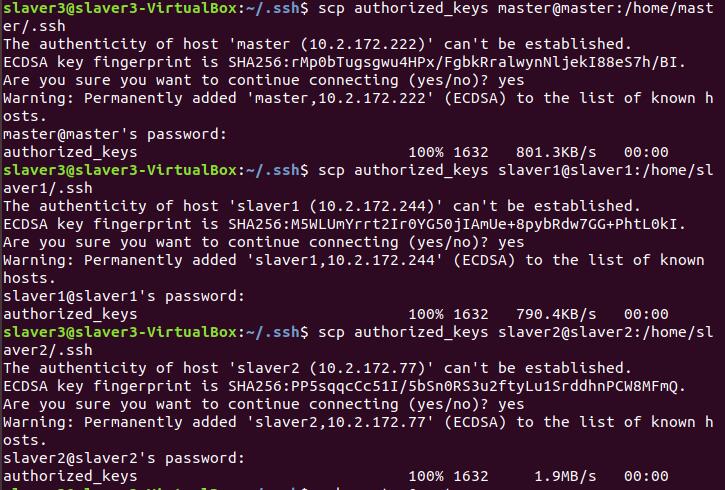 slaver3@slaver3-VirtualBox:~/.ssh$ scp authorized_keys master@master:/home/mast
er/.ssh
The authenticity of host 'master (10.2.172.222)' can't be established.
ECDSA key fingerprint is SHA256:rMp0bTugsgwu4HPx/FgbkRralwynNljekI88eS7h/BI.
Are you sure you want to continue connecting (yes/no)? yes
Warning: Permanently added 'master,10.2.172.222' (ECDSA) to the list of known h
osts.
master@master's password:
authorized_keys 100% 1632 801.3KB/s 00:00
slaver3@slaver3-VirtualBox:~/.ssh$ scp authorized_keys slaver1@slaver1:/home/sl
aver1/.ssh
The authenticity of host 'slaver1 (10.2.172.244)' can't be established.
ECDSA key fingerprint is SHA256:M5WLUmYrrt2Ir0YG50jIAmUe+8pybRdw7GG+PhtL0kI.
Are you sure you want to continue connecting (yes/no)? yes
Warning: Permanently added 'slaver1,10.2.172.244' (ECDSA) to the list of known
hosts.
slaver1@slaver1's password:
authorized_keys 100% 1632 790.4KB/s 00:00
slaver3@slaver3-VirtualBox:~/.ssh$ scp authorized_keys slaver2@slaver2:/home/sl
aver2/.ssh
The authenticity of host 'slaver2 (10.2.172.77)' can't be established.
ECDSA key fingerprint is SHA256:PP5sqqcCc51I/5bSn0RS3u2ftyLu1SrddhnPCW8MFmQ.
Are you sure you want to continue connecting (yes/no)? yes
Warning: Permanently added 'slaver2,10.2.172.77' (ECDSA) to the list of known h
osts.
slaver2@slaver2's password:
authorized_keys 100% 1632 1.9MB/s 00:00